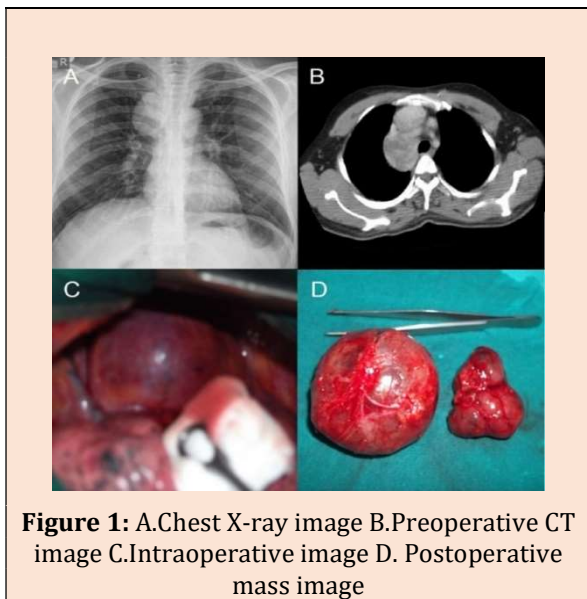 R
A
B
C
D
Figure 1: A.Chest X-ray image B.Preoperative CT
image C.Intraoperative image D. Postoperative
mass image